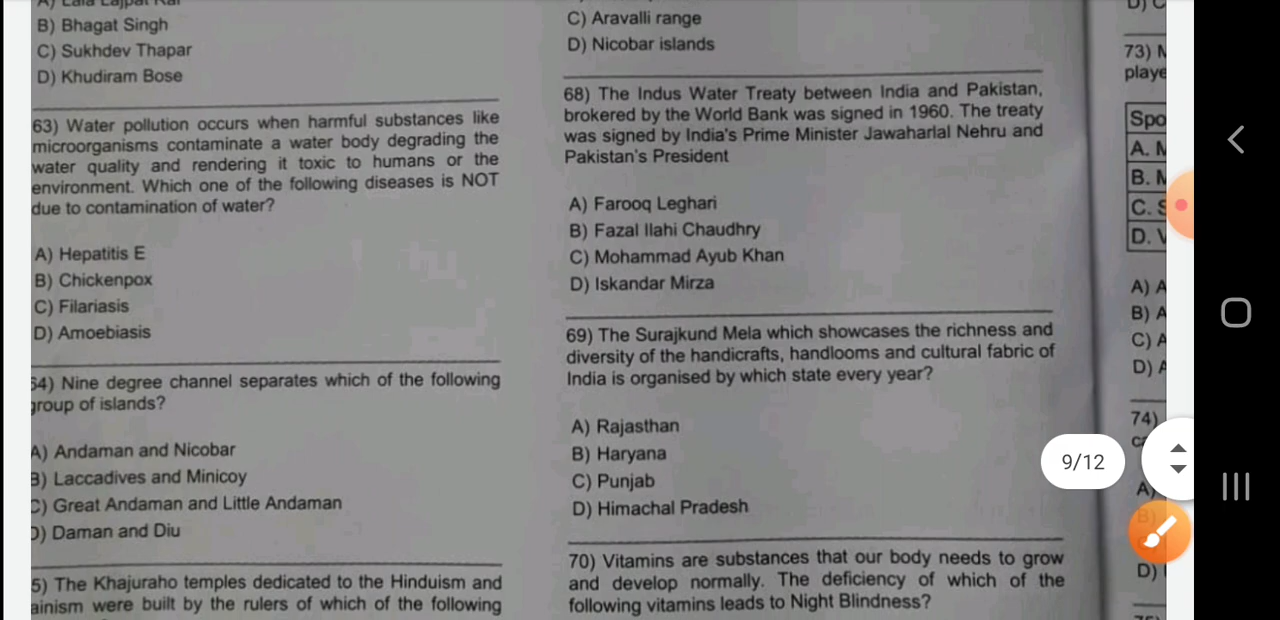 B) Bhagat Singh
C) Sukhdev Thapar
D) Khudiram Bose
63) Water pollution occurs when harmful substances like
microorganisms contaminate a water body degrading the
water quality and rendering it toxic to humans or the
environment. Which one of the following diseases is NOT
due to contamination of water?
A) Hepatitis E
B) Chickenpox
C) Filariasis
D) Amoebiasis
64) Nine degree channel separates which of the following
group of islands?
A) Andaman and Nicobar
B) Laccadives and Minicoy
C) Great Andaman and Little Andaman
D) Daman and Diu
5) The Khajuraho temples dedicated to the Hinduism and
ainism were built by the rulers of which of the following
C) Aravalli range
D) Nicobar islands
68) The Indus Water Treaty between India and Pakistan,
brokered by the World Bank was signed in 1960. The treaty
was signed by India's Prime Minister Jawaharlal Nehru and
Pakistan's President
A) Farooq Leghari
B) Fazal Ilahi Chaudhry
C) Mohammad Ayub Khan
D) Iskandar Mirza
69) The Surajkund Mela which showcases the richness and
diversity of the handicrafts, handlooms and cultural fabric of
India is organised by which state every year?
A) Rajasthan
B) Haryana
C) Punjab
D) Himachal Pradesh
70) Vitamins are substances that our body needs to grow
and develop normally. The deficiency of which of the
following vitamins leads to Night Blindness?
73)
playe
Spo
A.
B.
C. S
D. V
A) A
B) A
C) A
D) A
74)
A)
B)
D)
9/12